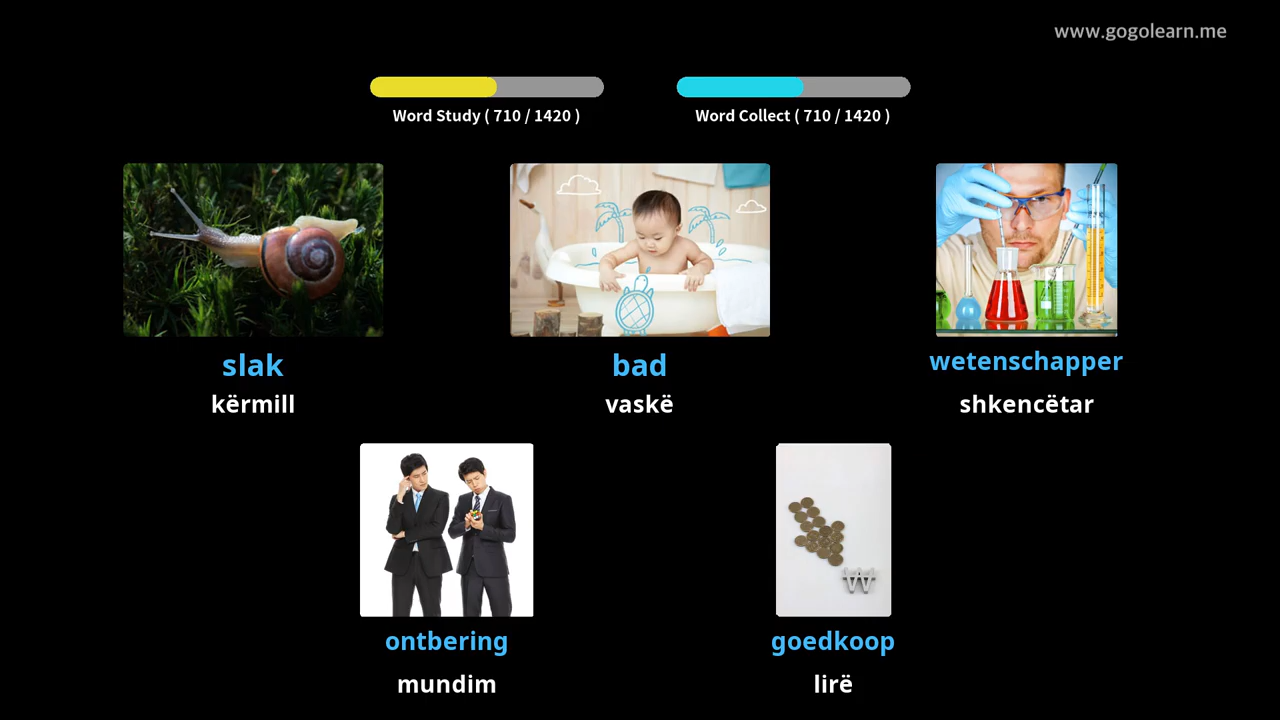 www.gogolearn.me
Word Study ( 710 / 1420 )
Word Collect ( 710 / 1420 )
slak
bad
wetenschapper
kërmill
vaskë
shkencëtar
₩
ontbering
goedkoop
mundim
lirë